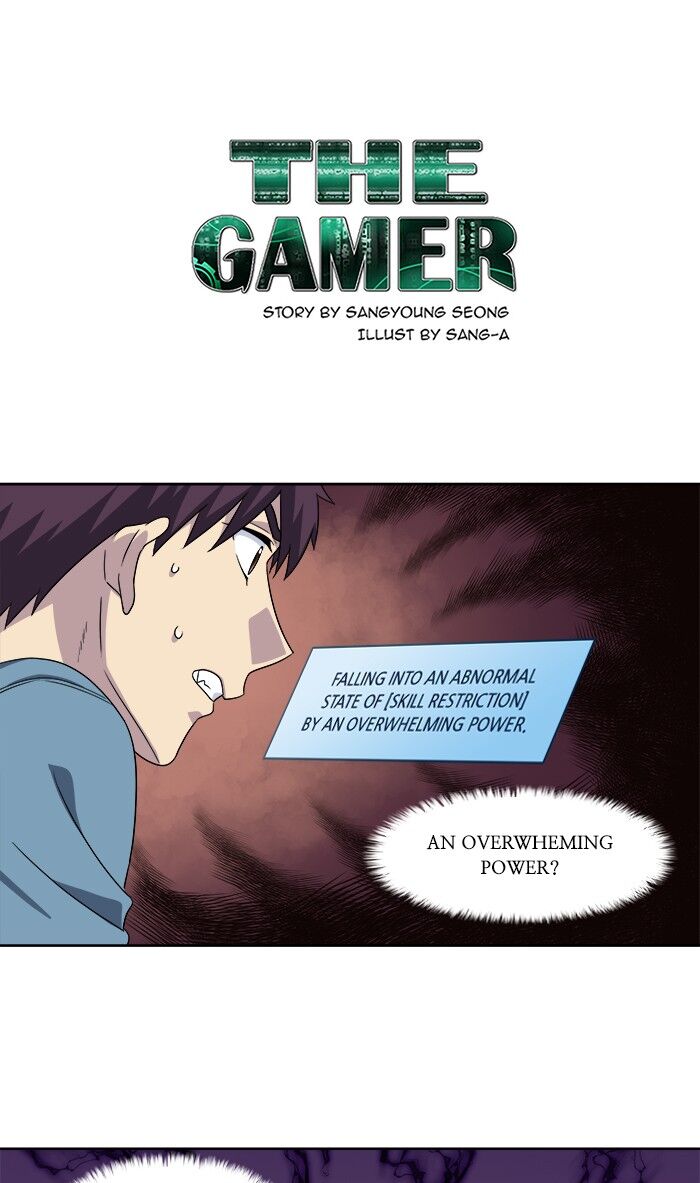 THE
GAMER
STORY BY SANGYOUNG SEONG
ILLUST BY SANG-A
FALLING INTO AN ABNORMAL
STATE OF [SKILL RESTRICTION]
BY AN OVERWHELMING POWER.
AN OVERWHEMING
POWER?